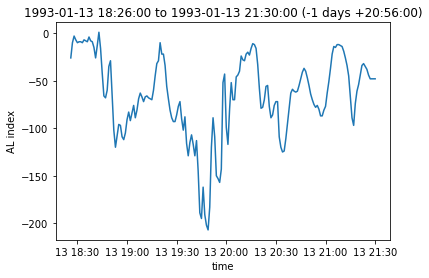 1993-01-13 18:26:00 to 1993-01-13 21:30:00 (-1 days +20:56:00)
0
−50
−100
−150
−200
AL index
13 18:30 13 19:00 13 19:30 13 20:00 13 20:30 13 21:00 13 21:30
time